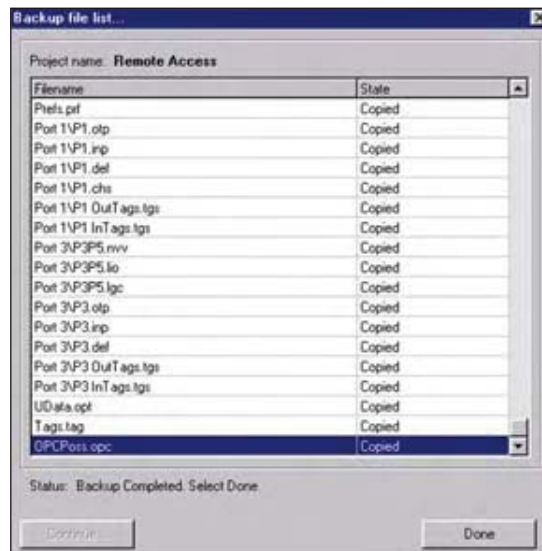 Backup file list...
Project name: Remote Access
Filename State
Prefs.prf Copied
Port 1\P1.otp Copied
Port 1\P1.inp Copied
Port 1\P1.def Copied
Port 1\P1.chs Copied
Port 1\P1 OutTags.tgs Copied
Port 1\P1 InTags.tgs Copied
Port 3\P3P5.nvv Copied
Port 3\P3P5.lio Copied
Port 3\P3P5.lgc Copied
Port 3\P3.otp Copied
Port 3\P3.inp Copied
Port 3\P3.def Copied
Port 3\P3 OutTags.tgs Copied
Port 3\P3 InTags.tgs Copied
UData.opt Copied
Tags.tag Copied
OPCPoss.opc Copied
Status: Backup Completed. Select Done
Continue... Done